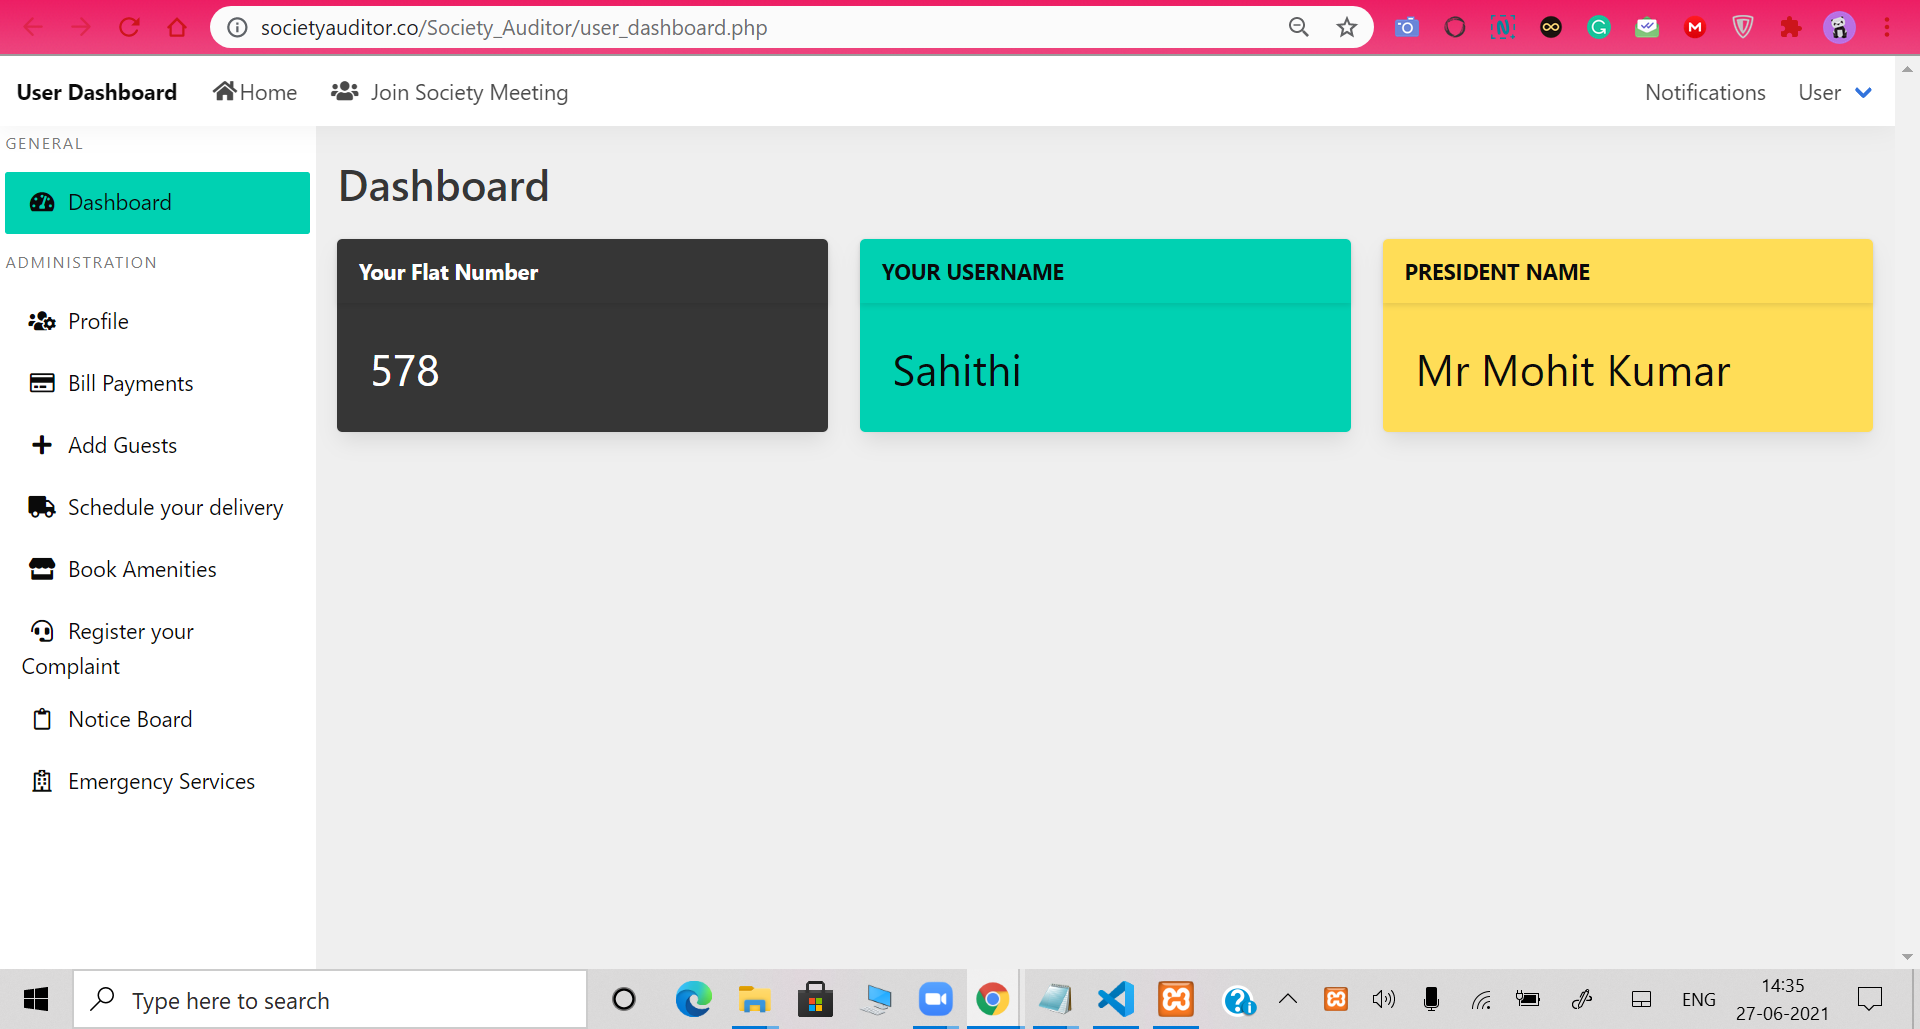 societyauditor.co/Society_Auditor/user_dashboard.php
User Dashboard Home Join Society Meeting Notifications User
GENERAL
Dashboard
ADMINISTRATION
Profile
Bill Payments
Add Guests
Schedule your delivery
Book Amenities
Register your
Complaint
Notice Board
Emergency Services
Dashboard
Your Flat Number
578
YOUR USERNAME
Sahithi
PRESIDENT NAME
Mr Mohit Kumar
Type here to search
ENG
14:35
27-06-2021